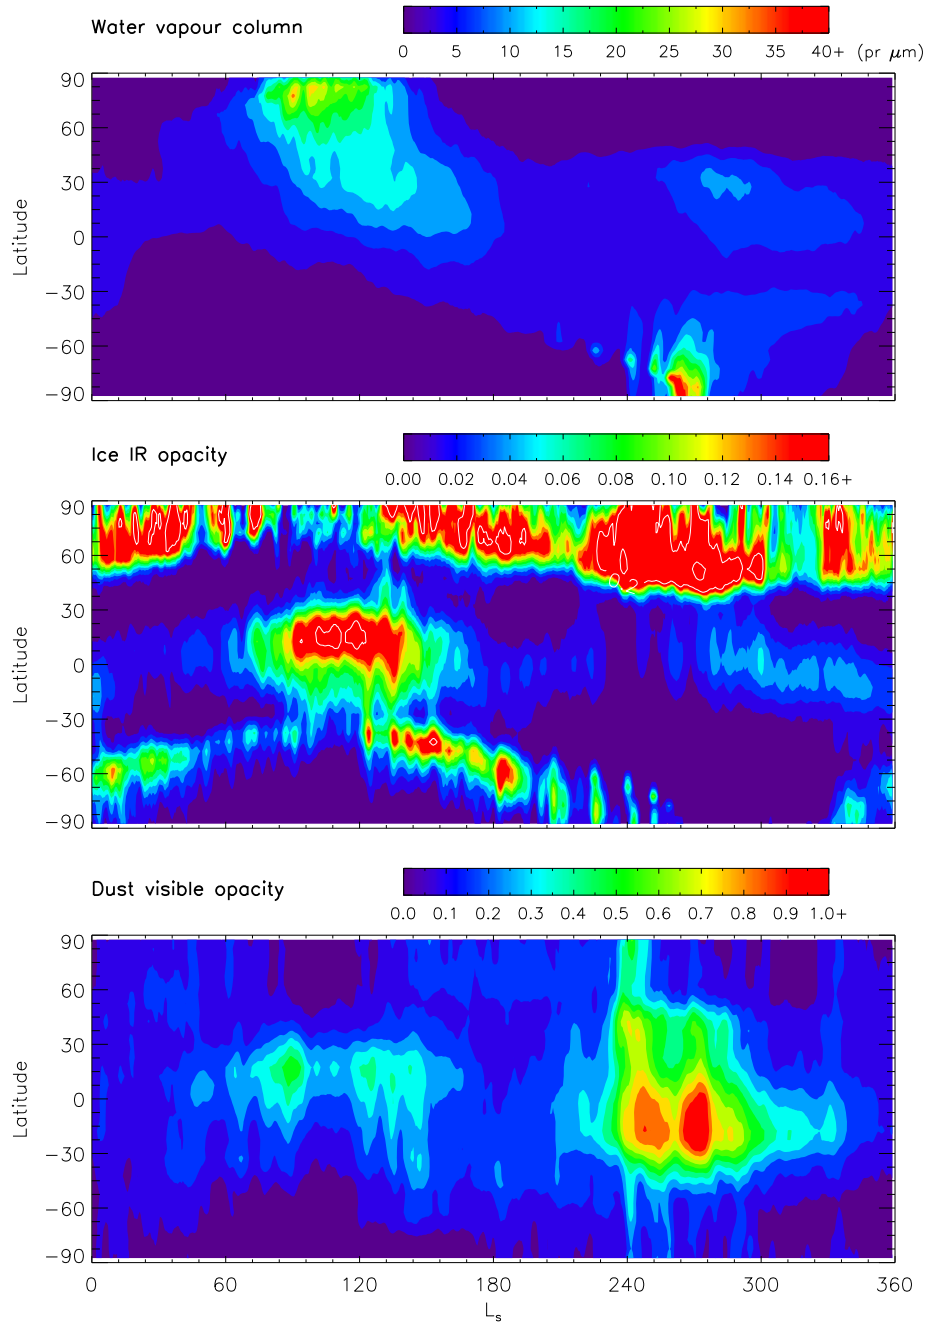 Water vapour column
0 5 10 15 20 25 30 35 40+ (pr μm)
90
60
30
0
−30
−60
−90
Latitude
Ice IR opacity
0.00 0.02 0.04 0.06 0.08 0.10 0.12 0.14 0.16+
90
60
30
0
−30
−60
−90
Latitude
Dust visible opacity
0.0 0.1 0.2 0.3 0.4 0.5 0.6 0.7 0.8 0.9 1.0+
90
60
30
0
−30
−60
−90
Latitude
0 60 120 180 240 300 360
Ls